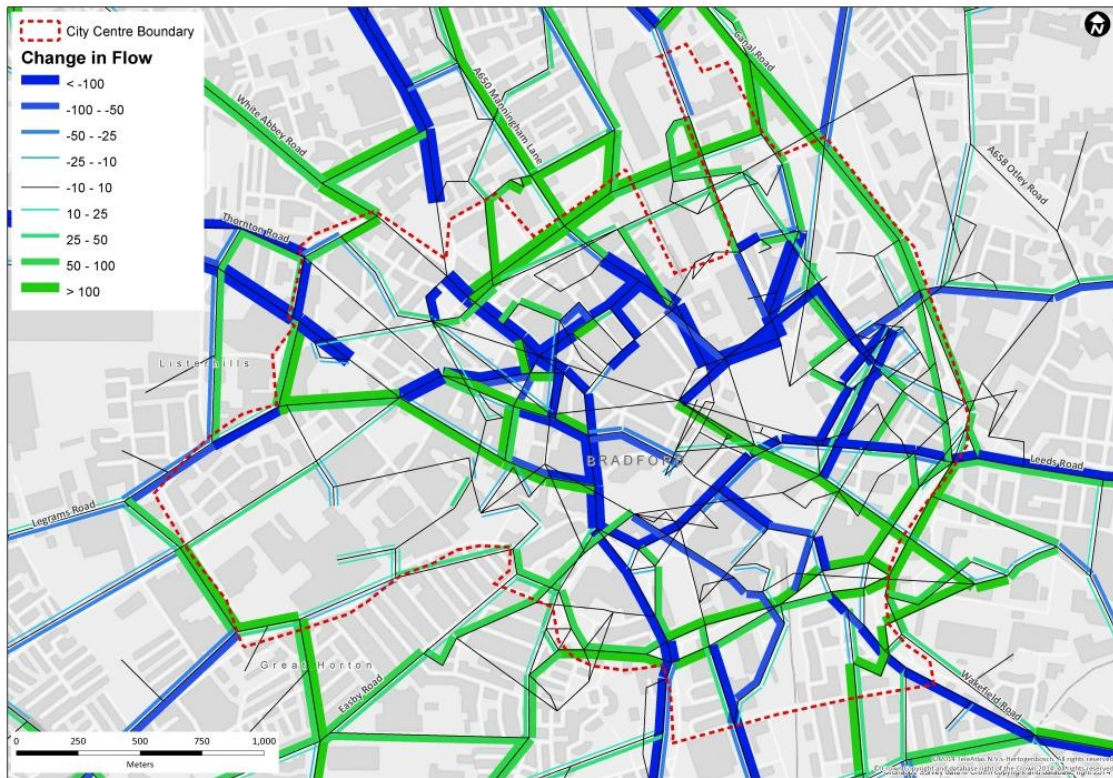 City Centre Boundary
Change in Flow
< -100
-100 - -50
-50 - -25
-25 - -10
-10 - 10
10 - 25
25 - 50
50 - 100
> 100
N
Canal Road
A650 Manningham Lane
White Abbey Road
A658 Otley Road
Thornton Road
Listerhills
BRADFORD
Leeds Road
Legrams Road
Great Horton
Easby Road
Wakefield Road
0 250 500 750 1,000
Meters